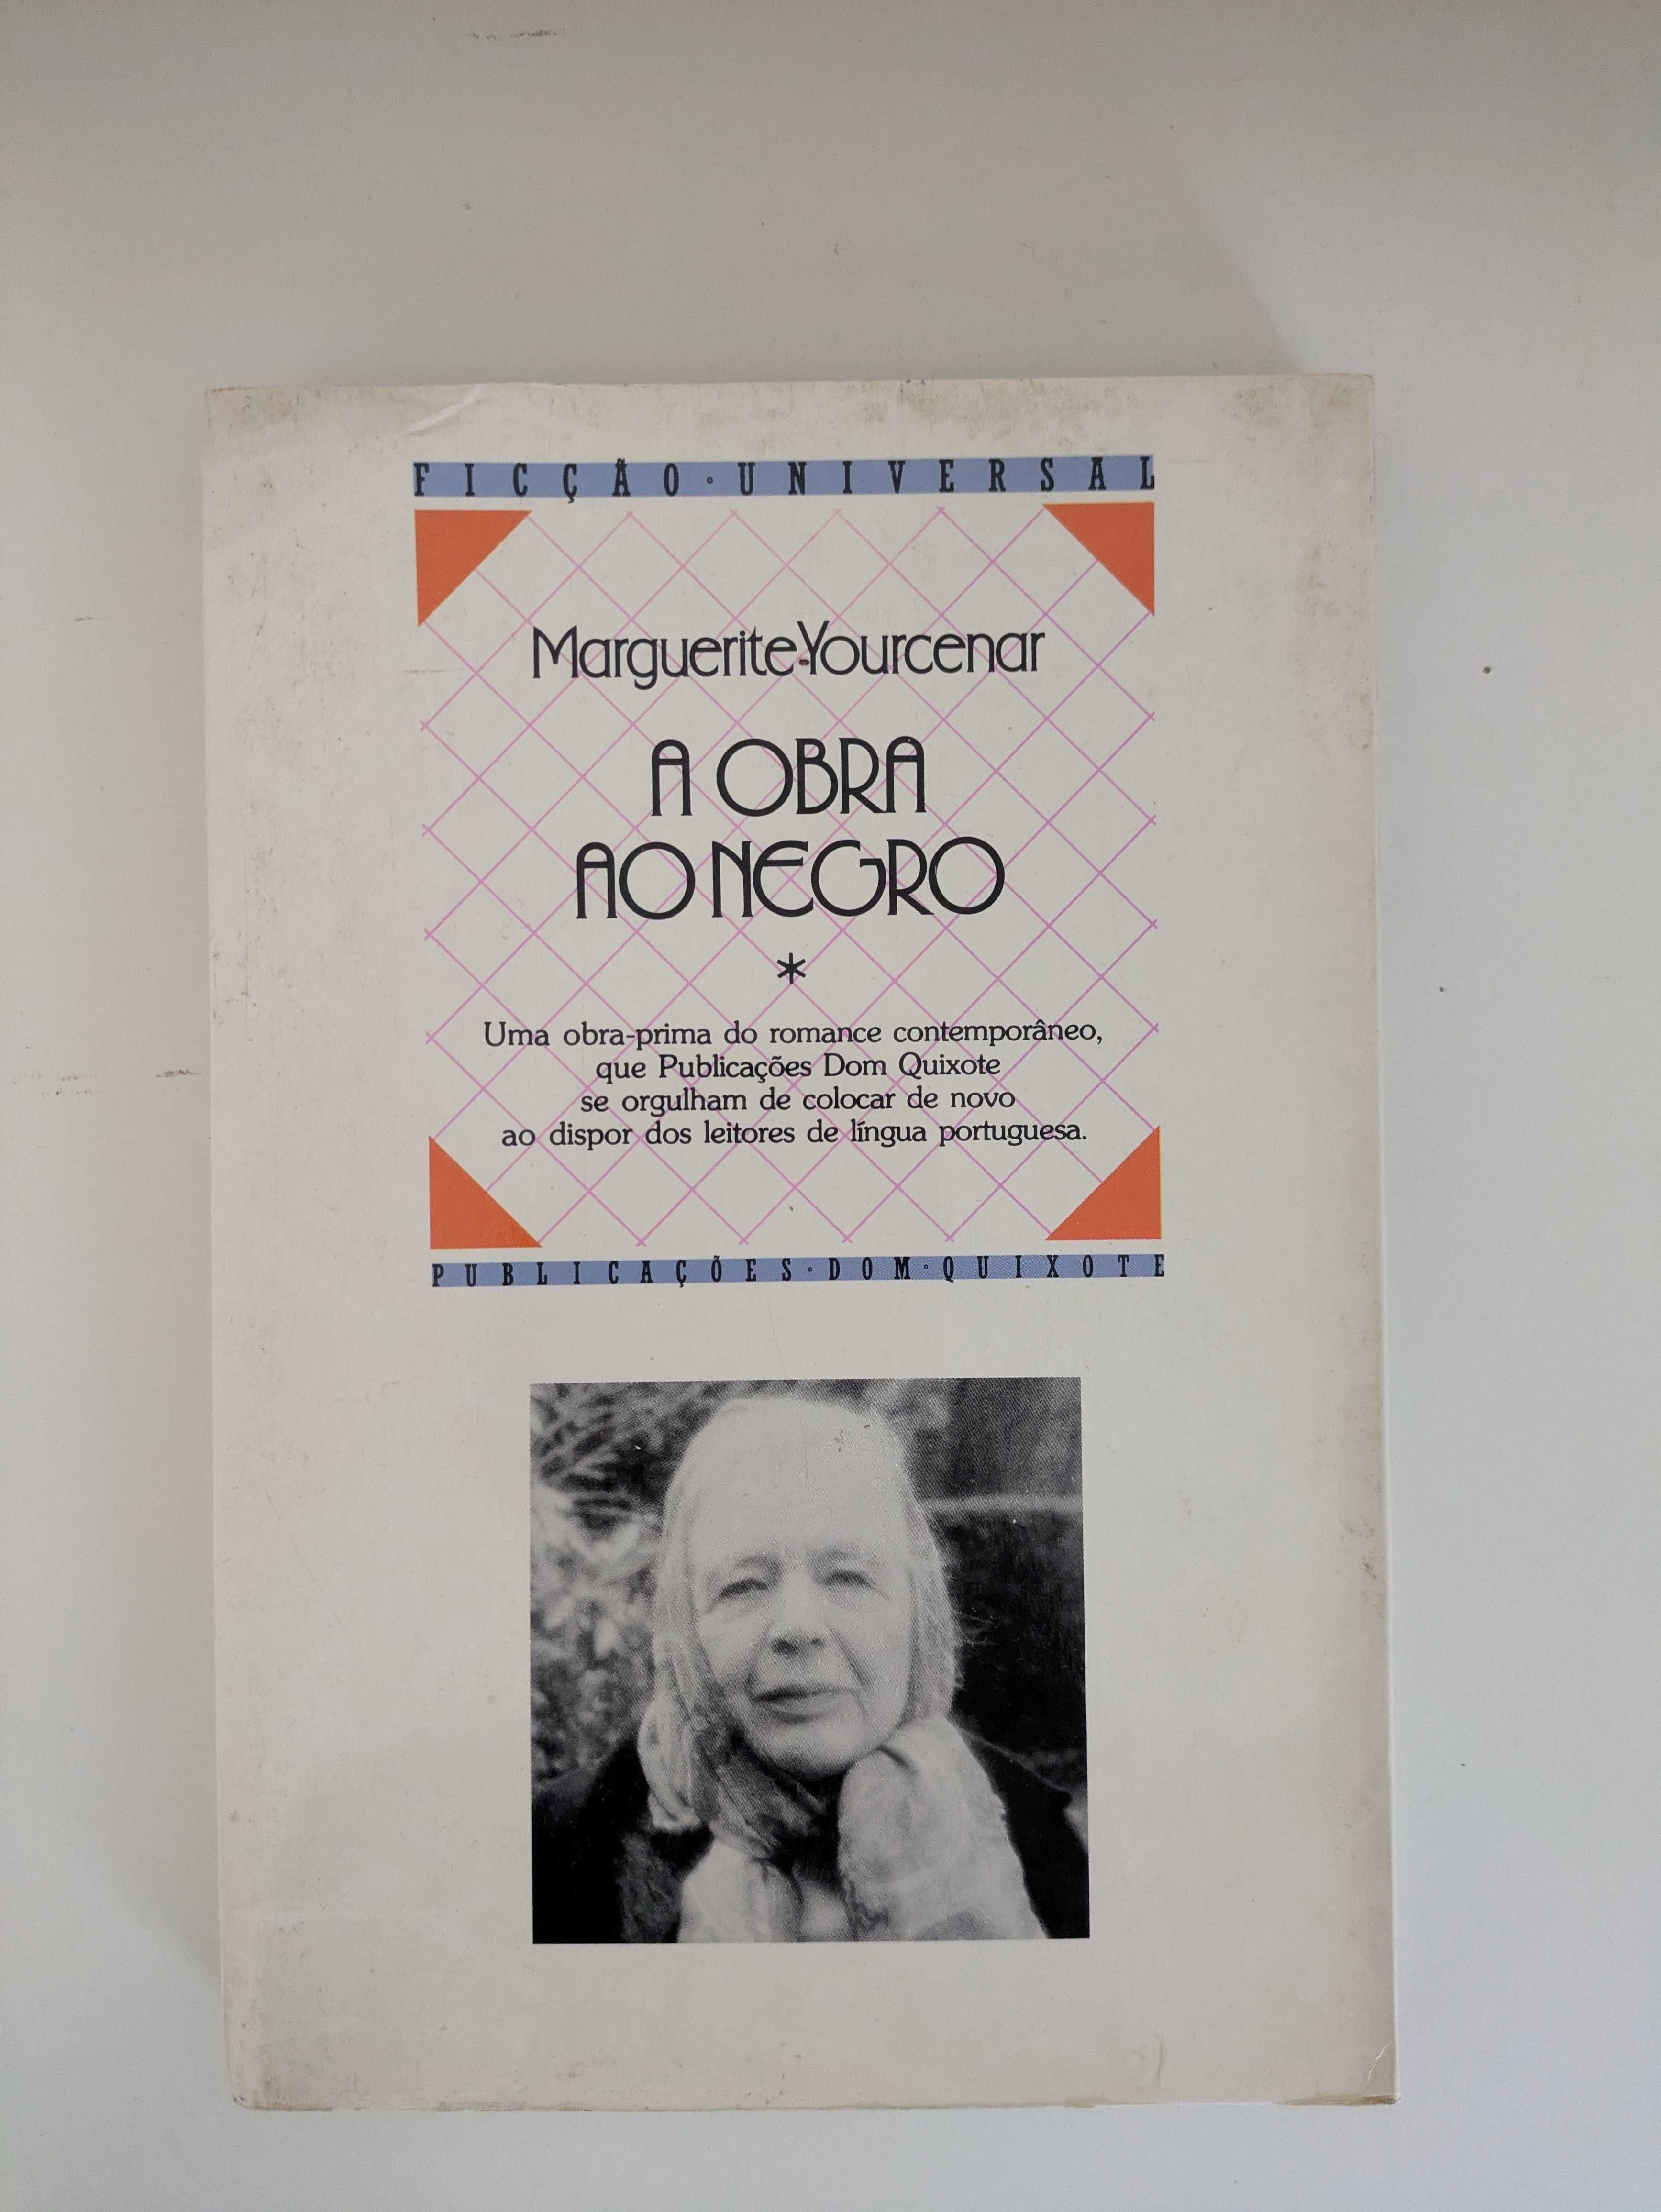 FICÇÃO·UNIVERSAL
Marguerite Yourcenar
A OBRA
AO NEGRO
*
Uma obra-prima do romance contemporâneo,
que Publicações Dom Quixote
se orgulham de colocar de novo
ao dispor dos leitores de língua portuguesa.
PUBLICAÇÕES·DOM·QUIXOTE